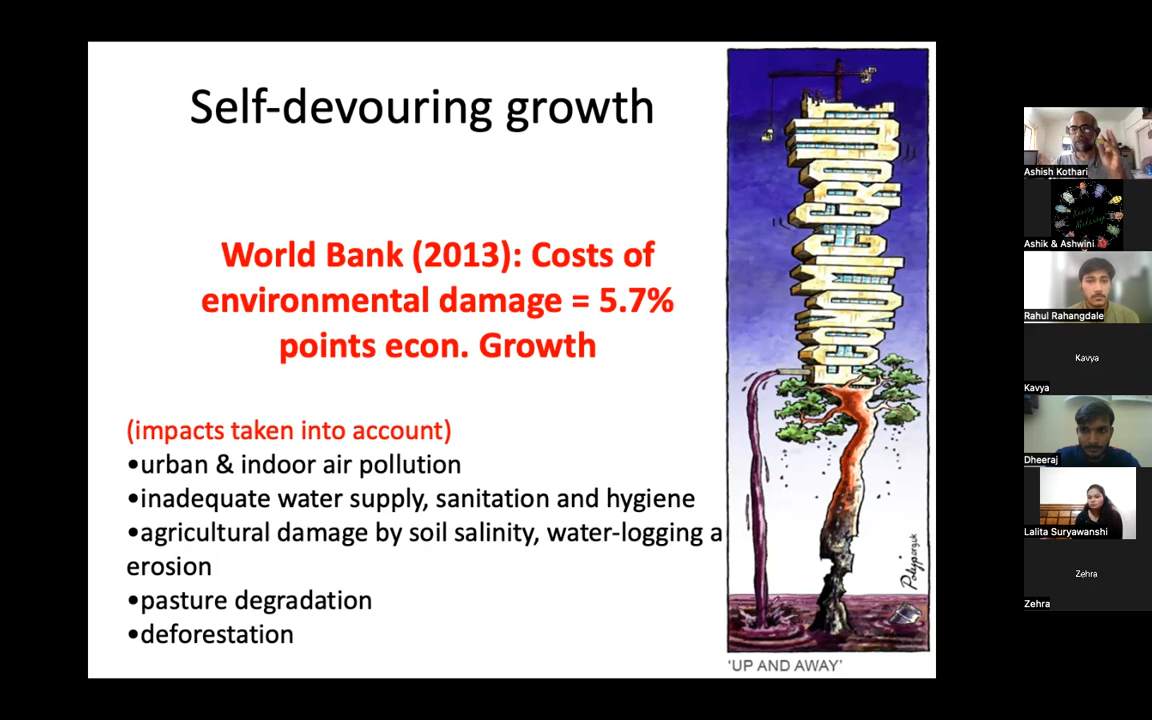 Self-devouring growth
World Bank (2013): Costs of
environmental damage = 5.7%
points econ. Growth
(impacts taken into account)
•urban & indoor air pollution
•inadequate water supply, sanitation and hygiene
•agricultural damage by soil salinity, water-logging a
erosion
•pasture degradation
•deforestation
ECONOMIC GROWTH
Polyp.org.uk
'UP AND AWAY'
Ashish Kothari
Ashik & Ashwini
Rahul Rahangdale
Kavya
Kavya
Dheeraj
Lalita Suryawanshi
Zehra
Zehra